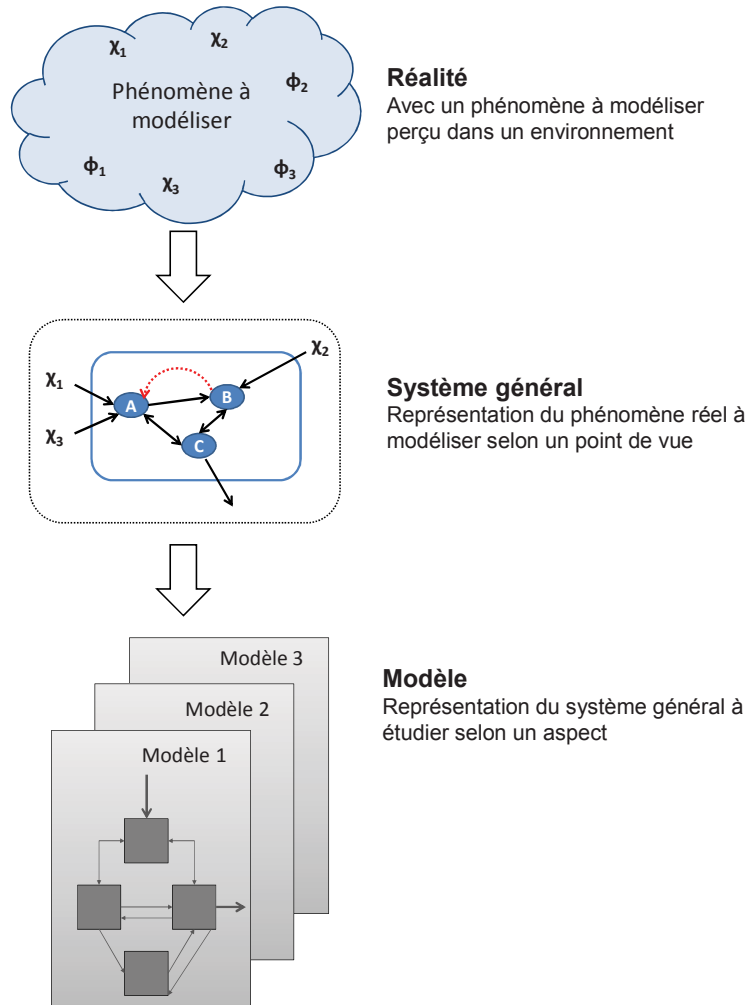 χ₁
χ₂
Phénomène à
modéliser
ϕ₂
ϕ₁
χ₃
ϕ₃
Réalité
Avec un phénomène à modéliser
perçu dans un environnement
χ₁
χ₂
χ₃
A
B
C
Système général
Représentation du phénomène réel à
modéliser selon un point de vue
Modèle 3
Modèle 2
Modèle 1
Modèle
Représentation du système général à
étudier selon un aspect